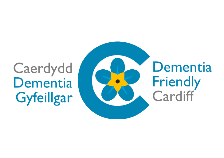 Caerdydd
Dementia
Gyfeillgar
Dementia
Friendly
Cardiff